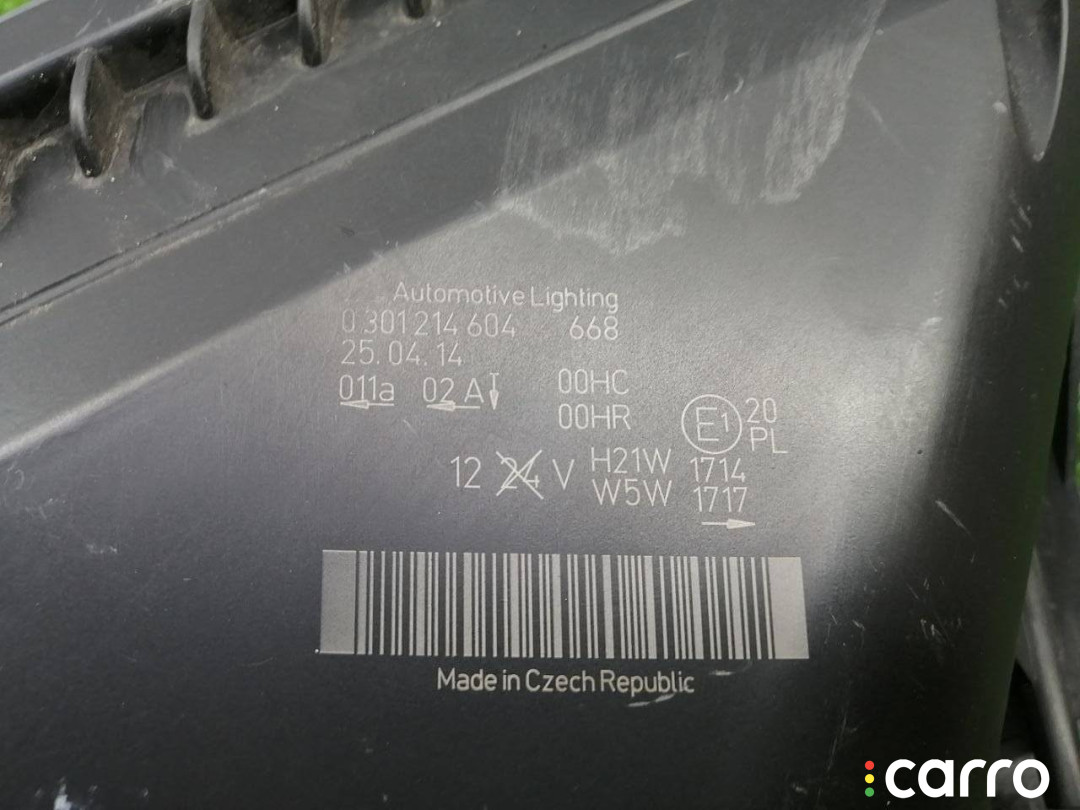 Automotive Lighting
0 301 214 604 668
25.04.14
011a 02 A 00HC
00HR
E1 20
PL
12 24 V H21W 1714
W5W 1717
Made in Czech Republic
carro